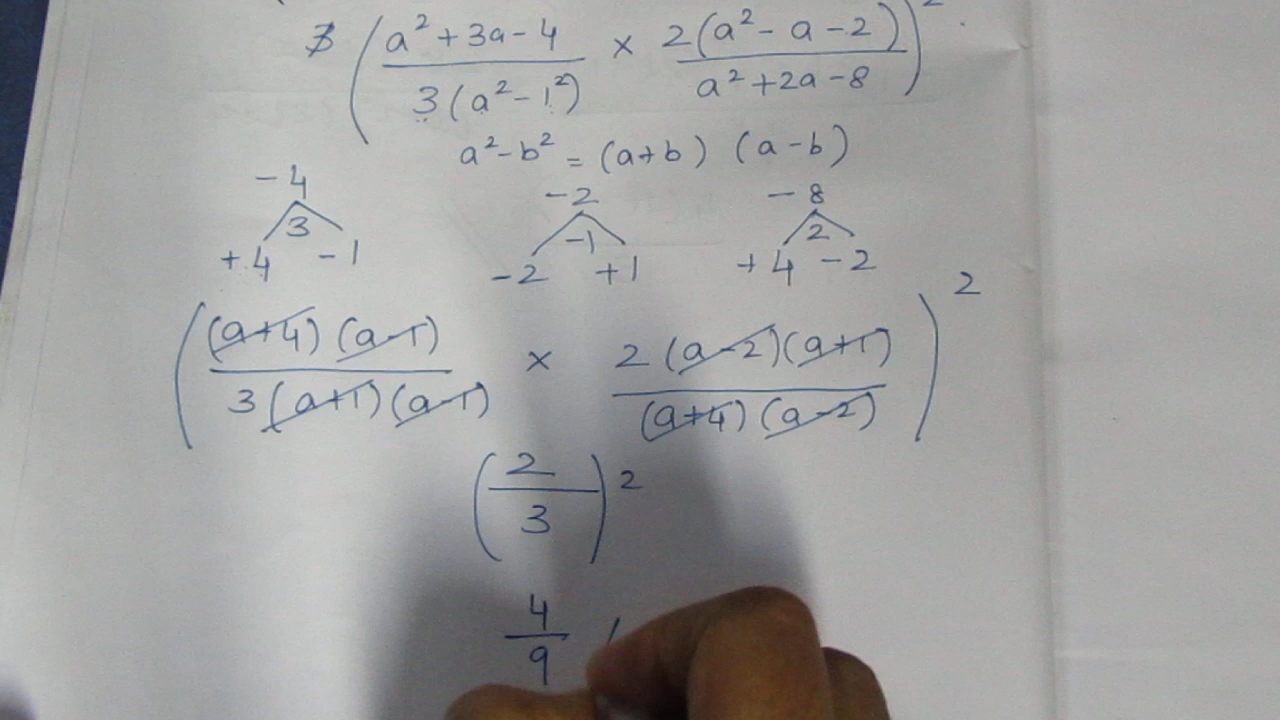 ( a² + 3a - 4 / 3(a² - 1²) × 2(a² - a - 2) / a² + 2a - 8 )² .
a² - b² = (a+b) (a-b)
-4 -2 -8
3 -1 2
+4 -1 -2 +1 +4 -2
( (a+4) (a-1) / 3 (a+1) (a-1) × 2 (a-2)(a+1) / (a+4) (a-2) )²
( 2 / 3 )²
4 / 9